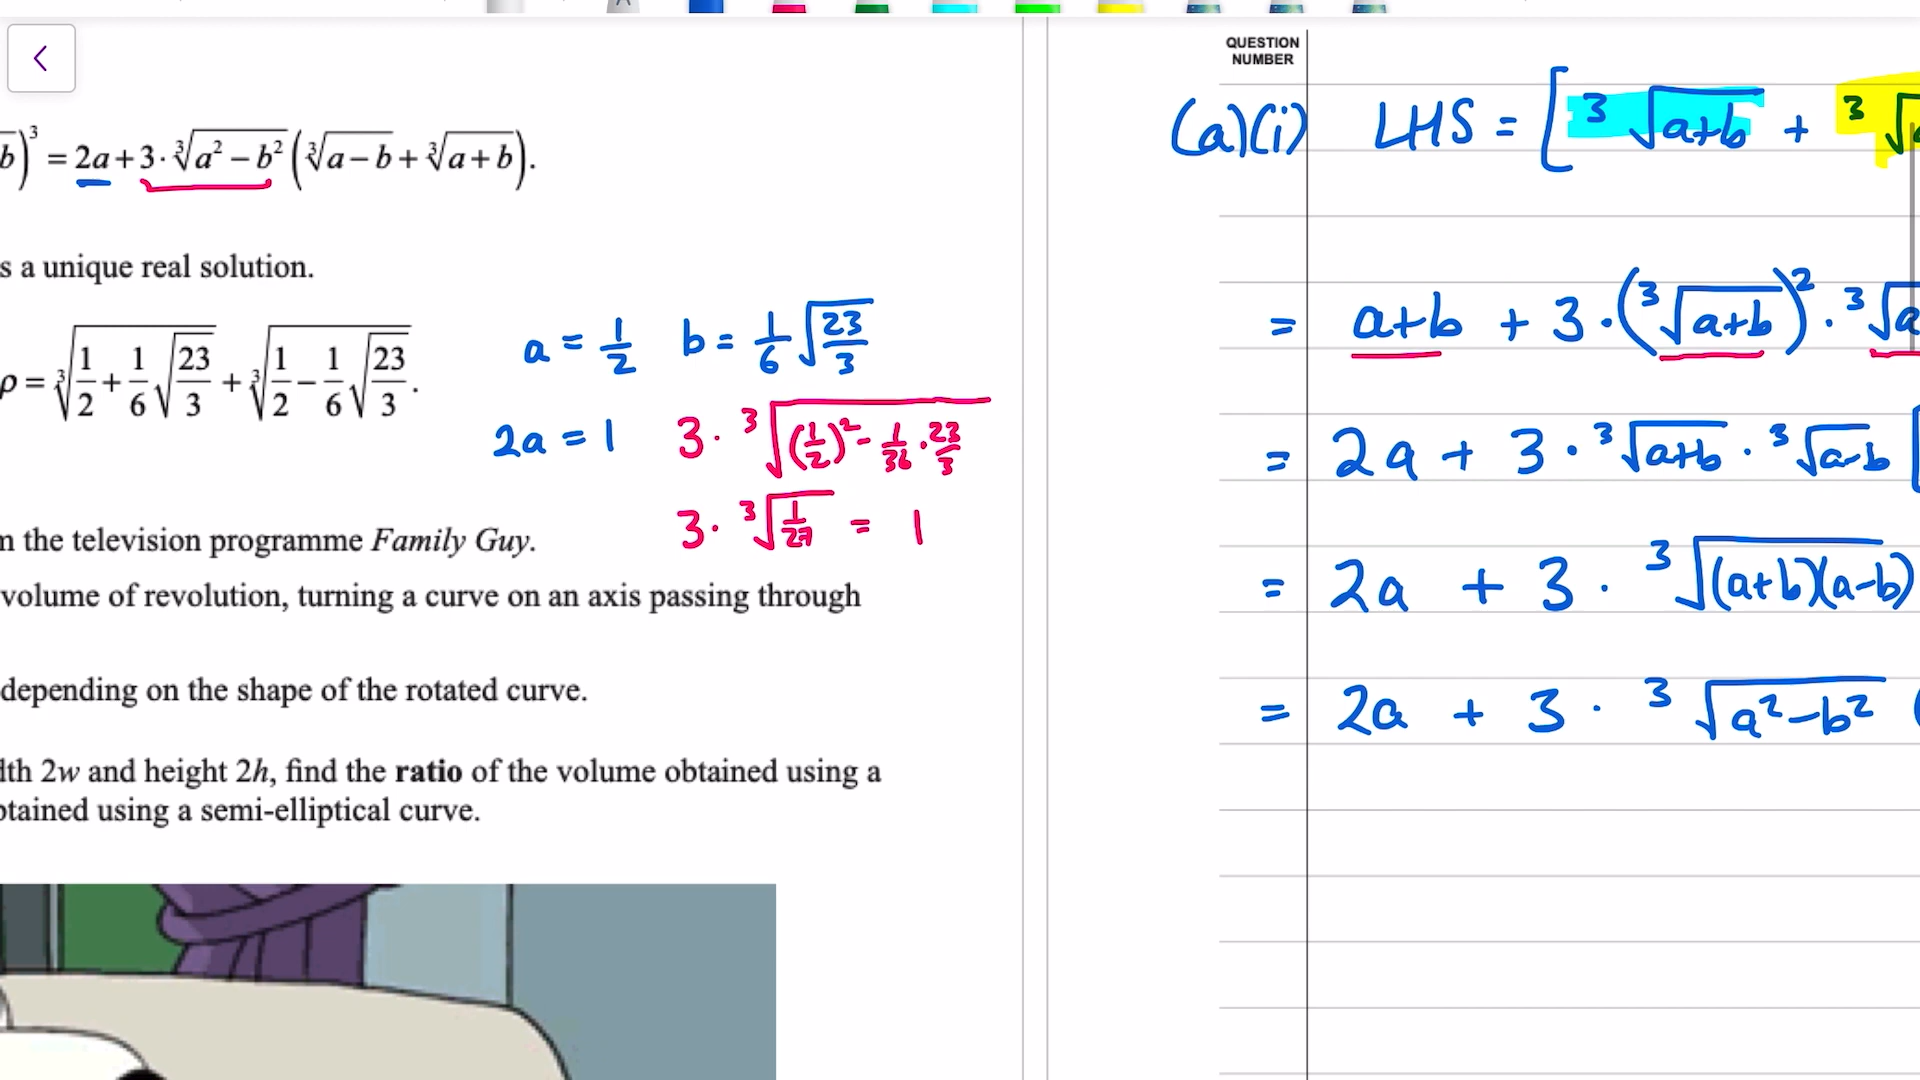 b)³ = 2a + 3·∛(a² − b²) (∛(a − b) + ∛(a + b)).
s a unique real solution.
ρ = ∛(1/2 + 1/6 √(23/3)) + ∛(1/2 − 1/6 √(23/3)).
a = 1/2 b = 1/6 √(23/3)
2a = 1 3· ∛((1/2)² − 1/36 · 23/3)
3· ∛(1/27) = 1
n the television programme Family Guy.
volume of revolution, turning a curve on an axis passing through
depending on the shape of the rotated curve.
dth 2w and height 2h, find the ratio of the volume obtained using a
btained using a semi-elliptical curve.
QUESTION
NUMBER
(a)(i) LHS = [∛(a+b) + ∛
= a+b + 3·(∛(a+b))² · ∛a
= 2a + 3·∛(a+b) · ∛(a-b) [
= 2a + 3 · ∛((a+b)(a-b))
= 2a + 3 · ∛(a²-b²) (